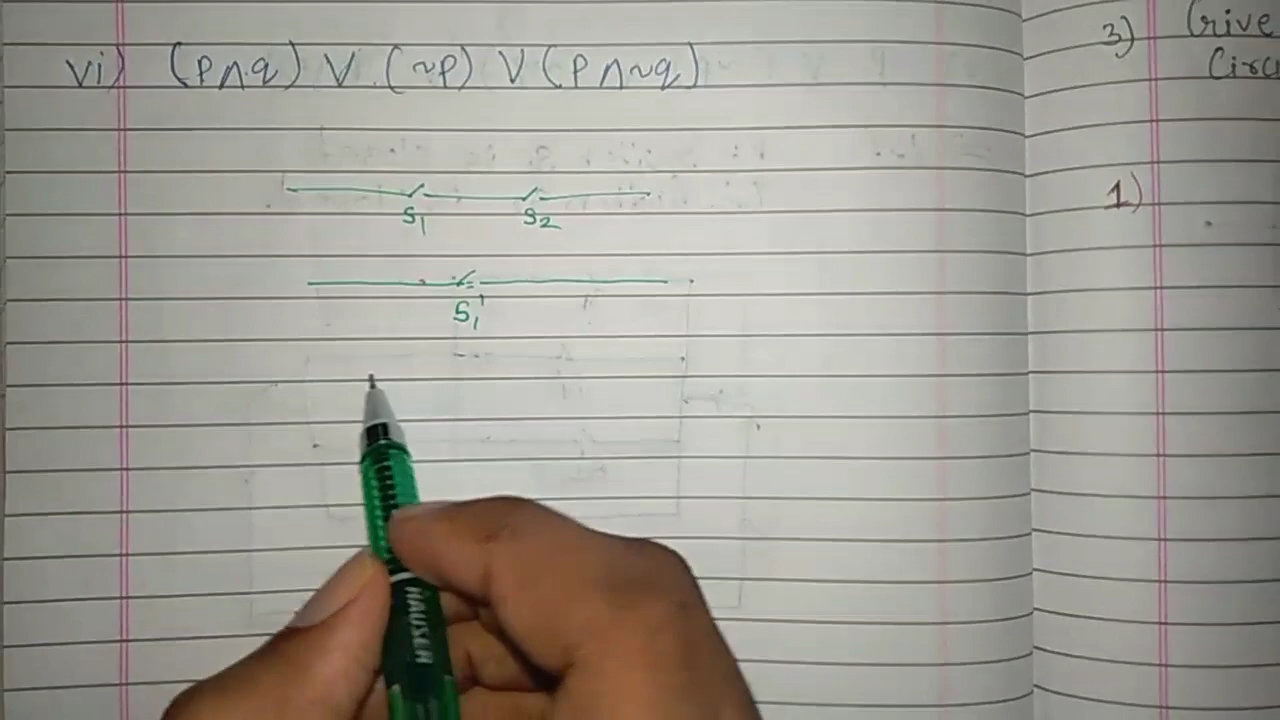 vi) (p∧q) ∨ (~p) ∨ (p∧~q)
S₁ S₂
S₁'
3) Give
Circ
1)
HAUSER